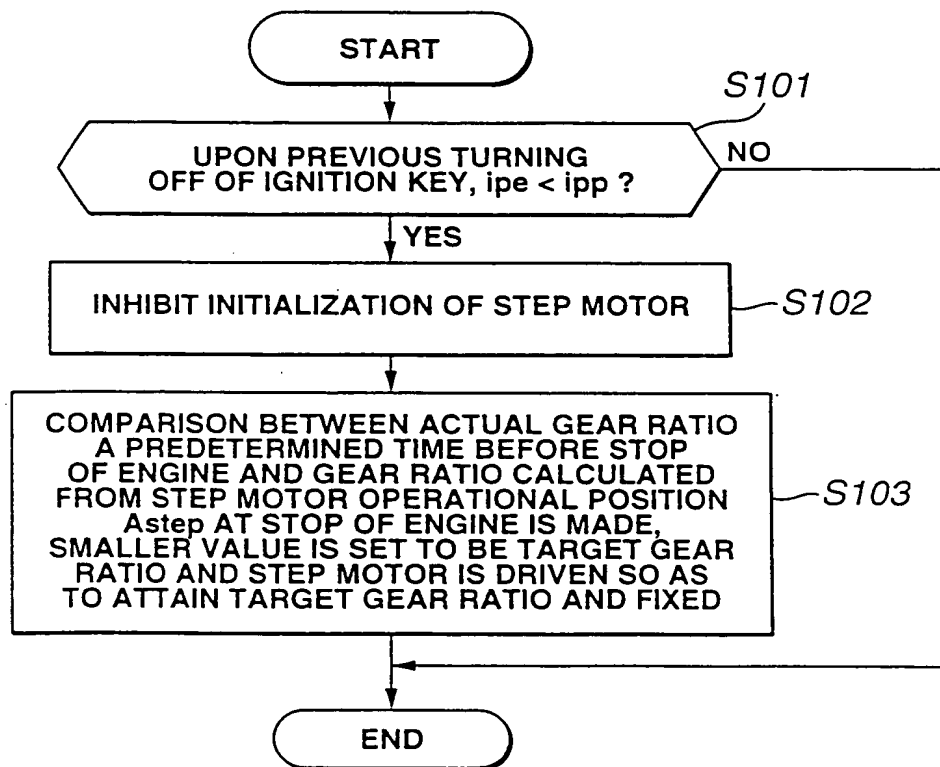 START
S101
UPON PREVIOUS TURNING
OFF OF IGNITION KEY, ipe < ipp ?
NO
YES
INHIBIT INITIALIZATION OF STEP MOTOR
S102
COMPARISON BETWEEN ACTUAL GEAR RATIO
A PREDETERMINED TIME BEFORE STOP
OF ENGINE AND GEAR RATIO CALCULATED
FROM STEP MOTOR OPERATIONAL POSITION
Astep AT STOP OF ENGINE IS MADE,
SMALLER VALUE IS SET TO BE TARGET GEAR
RATIO AND STEP MOTOR IS DRIVEN SO AS
TO ATTAIN TARGET GEAR RATIO AND FIXED
S103
END